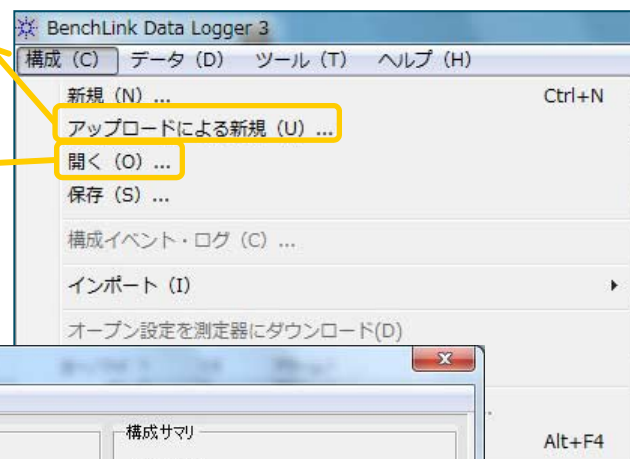 BenchLink Data Logger 3
構成 (C) データ (D) ツール (T) ヘルプ (H)
新規 (N) ... Ctrl+N
アップロードによる新規 (U) ...
開く (O) ...
保存 (S) ...
構成イベント・ログ (C) ...
インポート (I)
オープン設定を測定器にダウンロード(D)
構成サマリ
Alt+F4